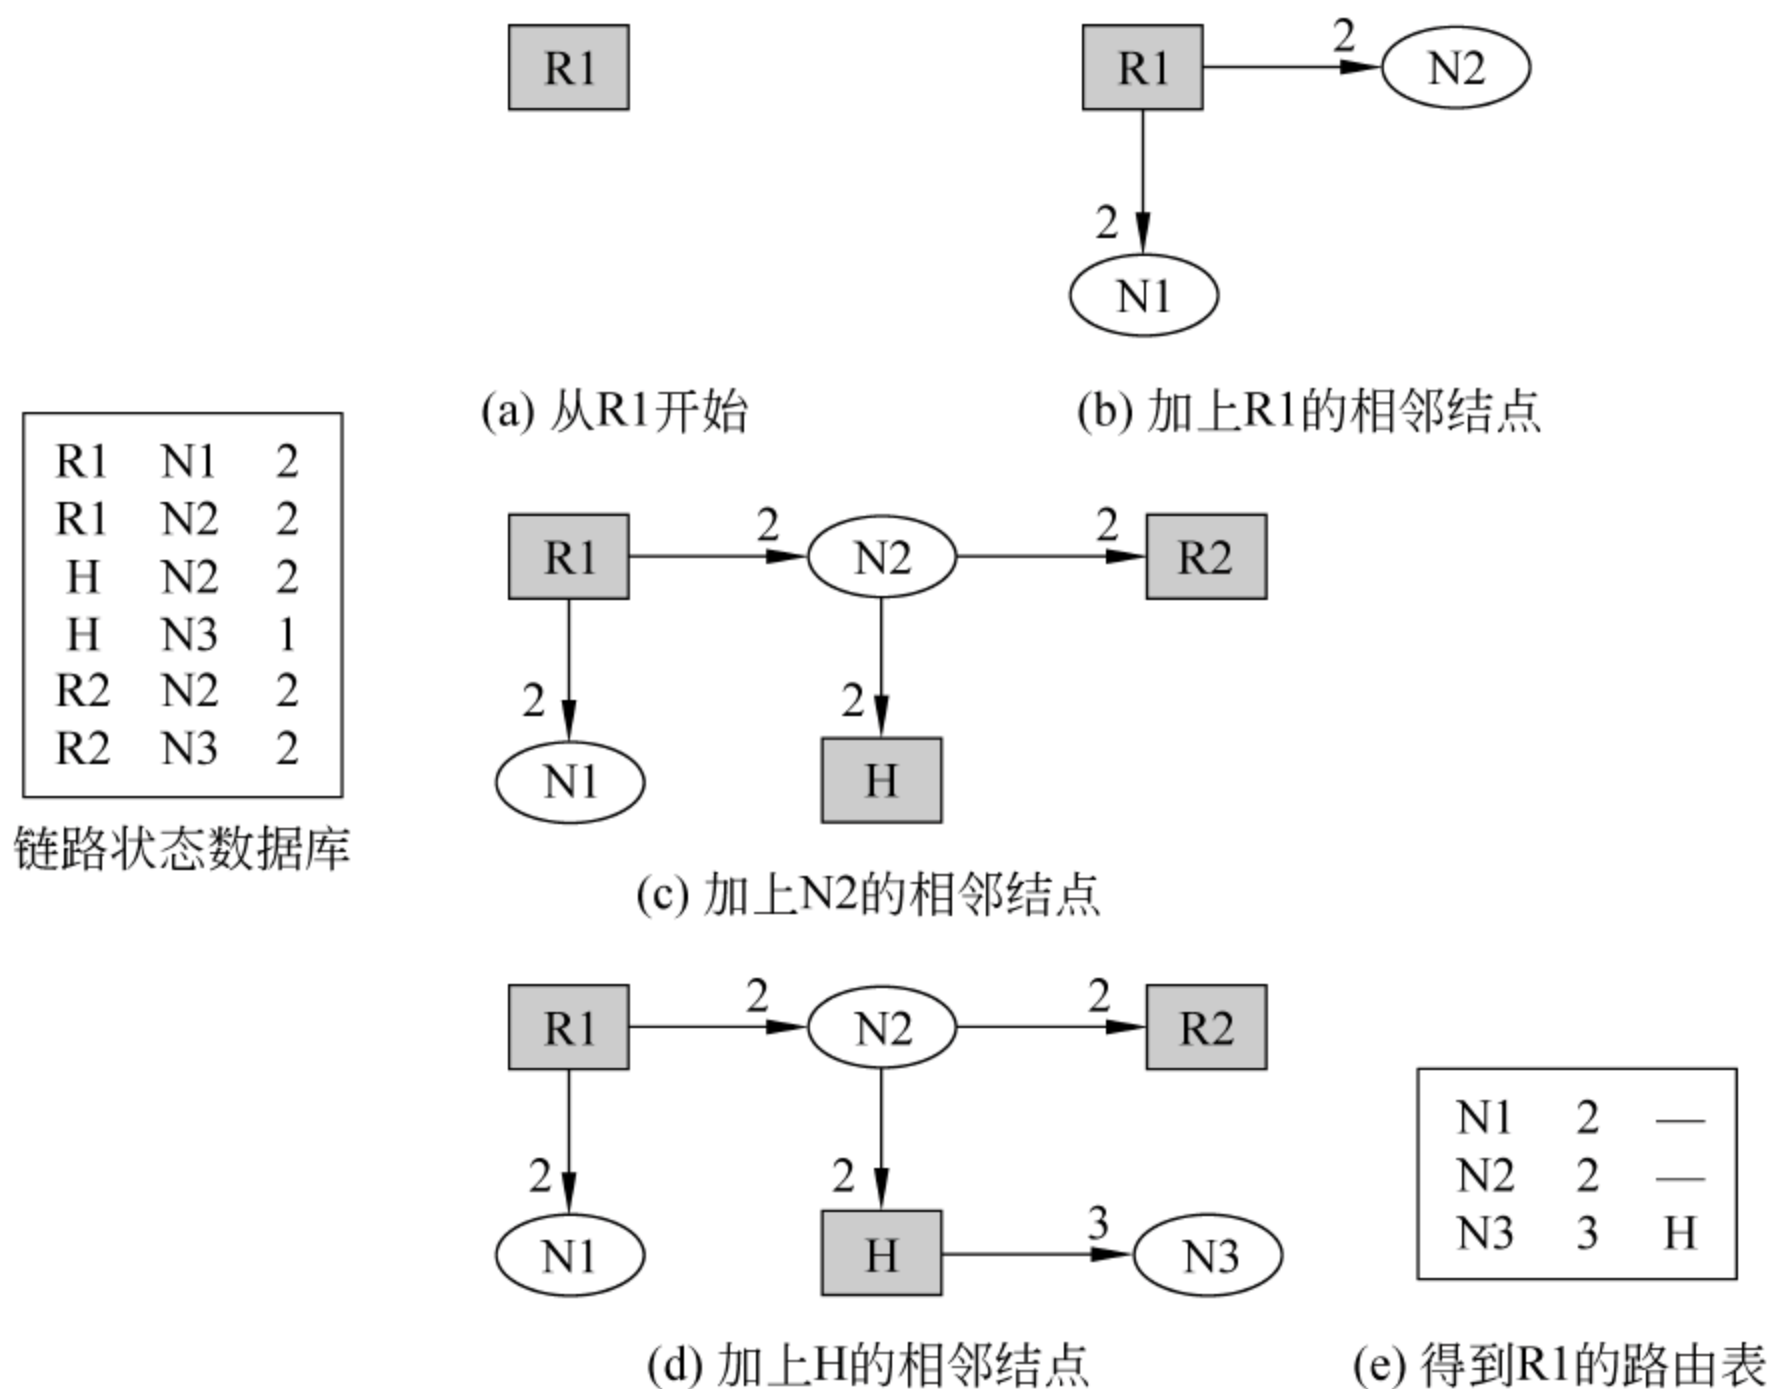 R1
R1 2 N2
2
N1
(a) 从R1开始
(b) 加上R1的相邻结点
R1 N1 2
R1 N2 2
H N2 2
H N3 1
R2 N2 2
R2 N3 2
链路状态数据库
R1 2 N2 2 R2
2 2
N1 H
(c) 加上N2的相邻结点
R1 2 N2 2 R2
2 2
N1 H 3 N3
(d) 加上H的相邻结点
N1 2 —
N2 2 —
N3 3 H
(e) 得到R1的路由表